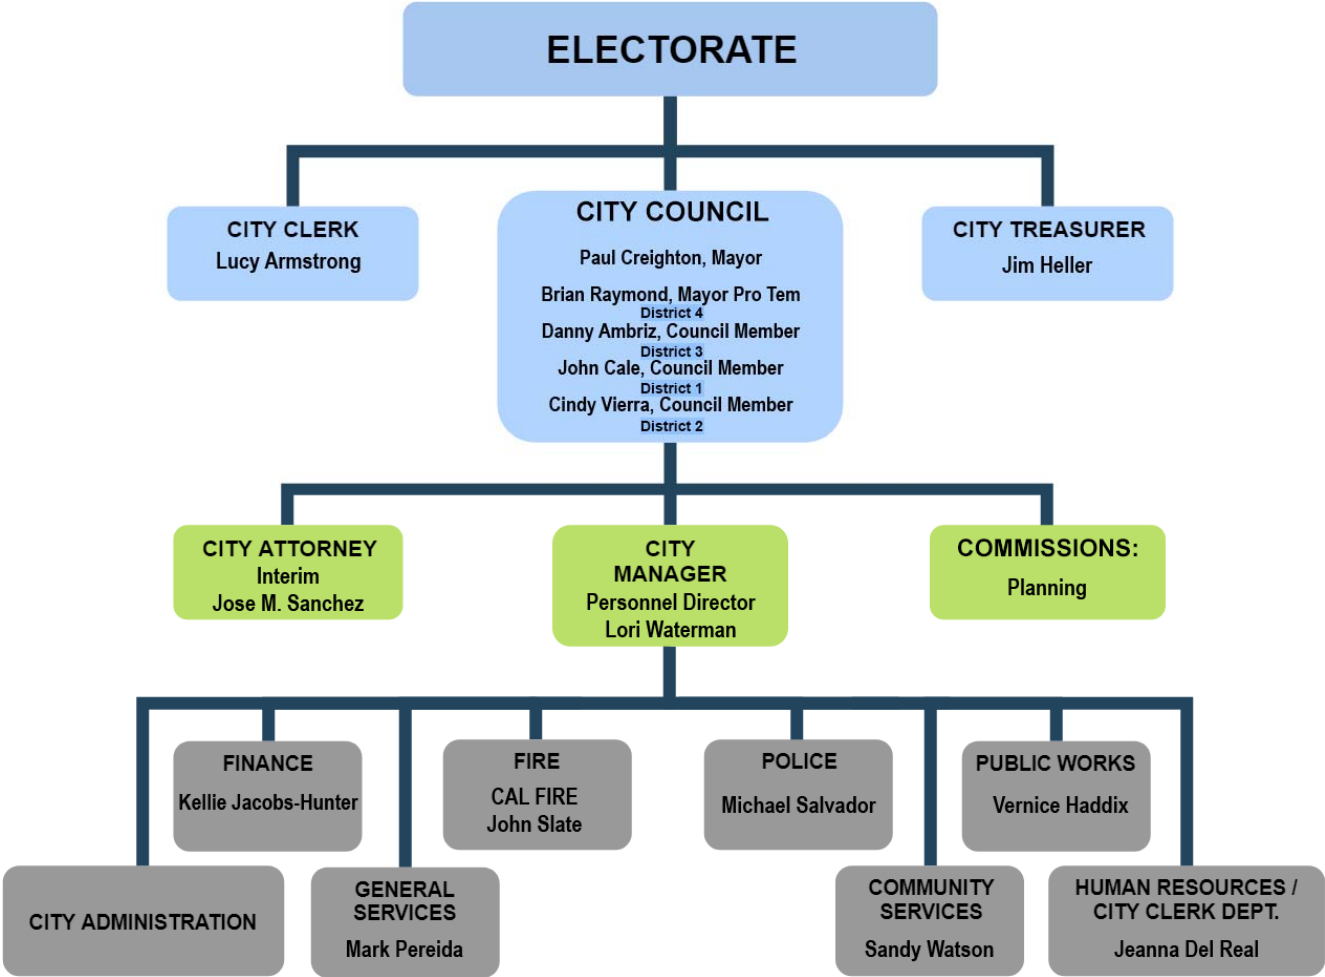 ELECTORATE
CITY CLERK
Lucy Armstrong
CITY COUNCIL
Paul Creighton, Mayor
Brian Raymond, Mayor Pro Tem
District 4
Danny Ambriz, Council Member
District 3
John Cale, Council Member
District 1
Cindy Vierra, Council Member
District 2
CITY TREASURER
Jim Heller
CITY ATTORNEY
Interim
Jose M. Sanchez
CITY
MANAGER
Personnel Director
Lori Waterman
COMMISSIONS:
Planning
FINANCE
Kellie Jacobs-Hunter
FIRE
CAL FIRE
John Slate
POLICE
Michael Salvador
PUBLIC WORKS
Vernice Haddix
CITY ADMINISTRATION
GENERAL
SERVICES
Mark Pereida
COMMUNITY
SERVICES
Sandy Watson
HUMAN RESOURCES /
CITY CLERK DEPT.
Jeanna Del Real